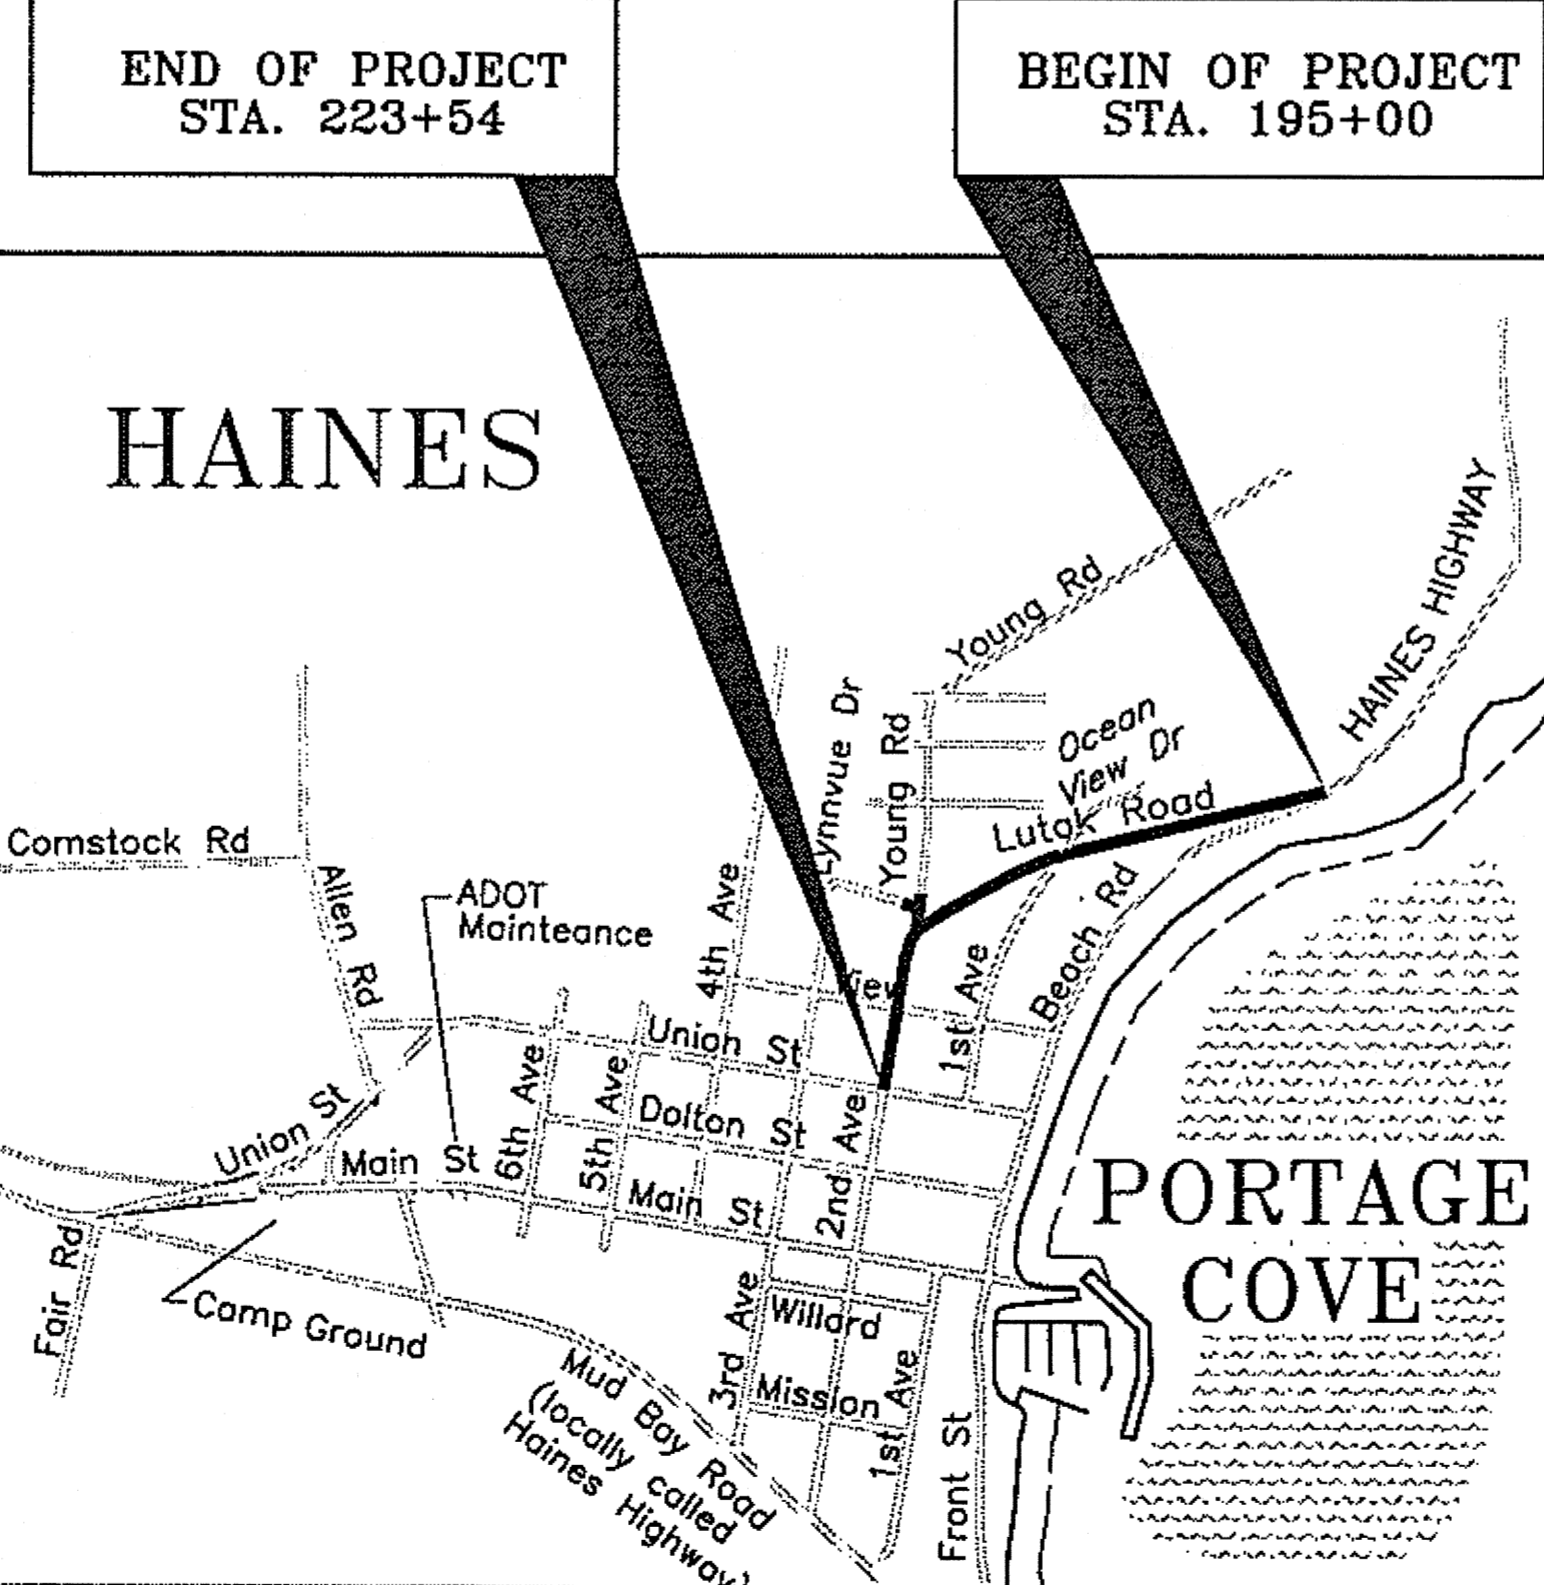 END OF PROJECT
STA. 223+54
BEGIN OF PROJECT
STA. 195+00
HAINES
HAINES HIGHWAY
Young Rd
Lynnvue Dr
Young Rd
Ocean
View Dr
Lutak Road
Comstock Rd
Allen Rd
ADOT
Mainteance
4th Ave
1st Ave
Beach Rd
Union St
Union St
6th Ave
5th Ave
Dolton St
2nd Ave
Main St
Main St
PORTAGE
COVE
Fair Rd
Camp Ground
3rd Ave
Willard
Mission
1st Ave
Front St
Mud Bay Road
(locally called
Haines Highway)